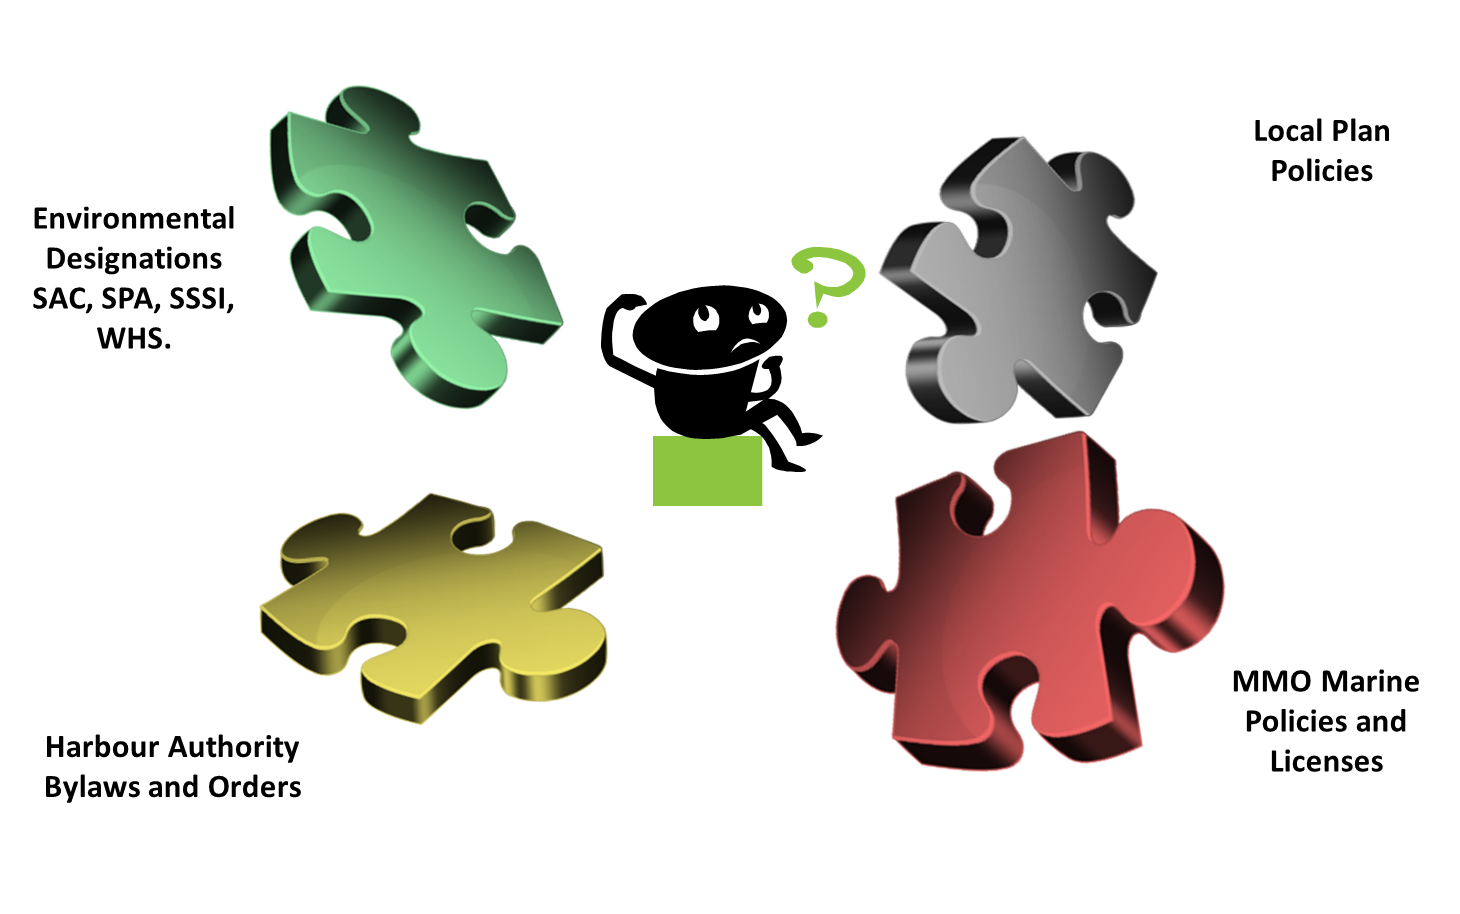 Environmental
Designations
SAC, SPA, SSSI,
WHS.
Local Plan
Policies
?
Harbour Authority
Bylaws and Orders
MMO Marine
Policies and
Licenses